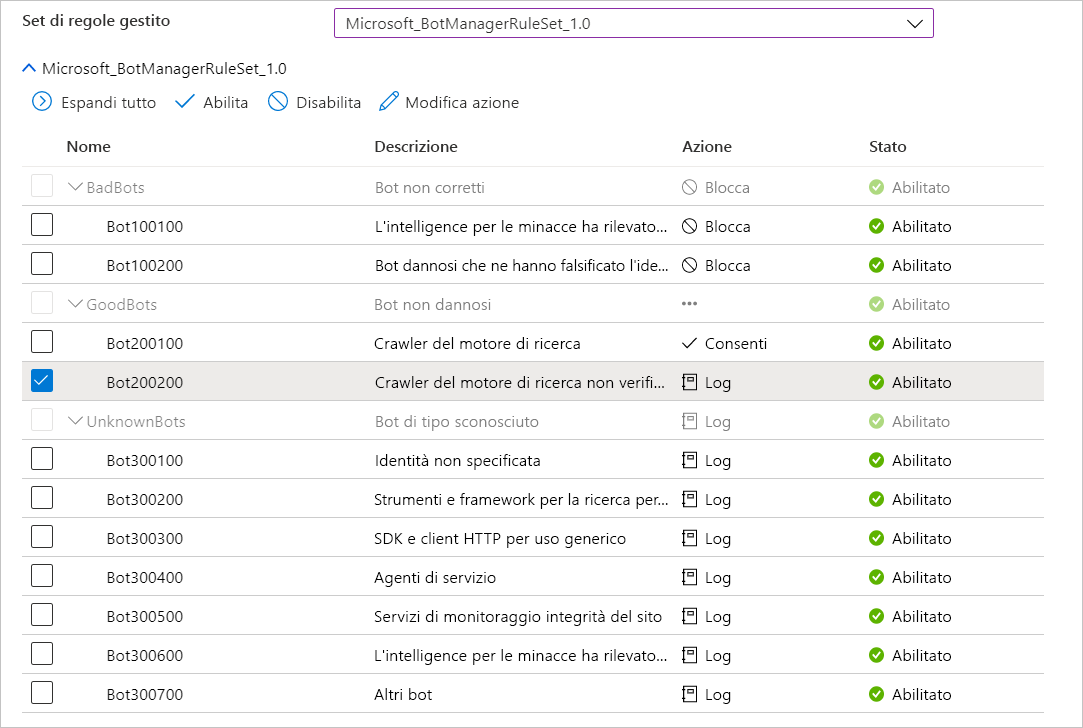 Set di regole gestito Microsoft_BotManagerRuleSet_1.0
Microsoft_BotManagerRuleSet_1.0
Espandi tutto Abilita Disabilita Modifica azione
Nome Descrizione Azione Stato
BadBots Bot non corretti Blocca Abilitato
Bot100100 L'intelligence per le minacce ha rilevato... Blocca Abilitato
Bot100200 Bot dannosi che ne hanno falsificato l'ide... Blocca Abilitato
GoodBots Bot non dannosi ••• Abilitato
Bot200100 Crawler del motore di ricerca Consenti Abilitato
Bot200200 Crawler del motore di ricerca non verifi... Log Abilitato
UnknownBots Bot di tipo sconosciuto Log Abilitato
Bot300100 Identità non specificata Log Abilitato
Bot300200 Strumenti e framework per la ricerca per... Log Abilitato
Bot300300 SDK e client HTTP per uso generico Log Abilitato
Bot300400 Agenti di servizio Log Abilitato
Bot300500 Servizi di monitoraggio integrità del sito Log Abilitato
Bot300600 L'intelligence per le minacce ha rilevato... Log Abilitato
Bot300700 Altri bot Log Abilitato